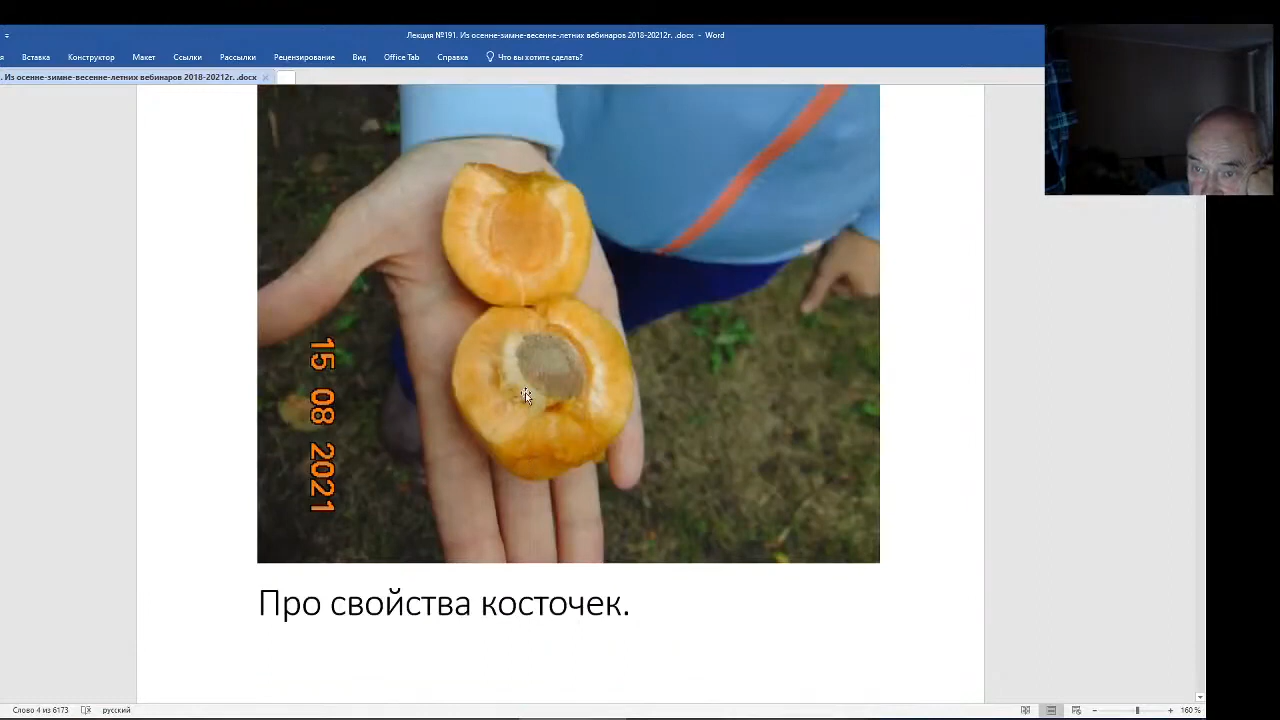 Лекция №191. Из осенне-зимне-весенне-летних вебинаров 2018-20212г. .docx - Word
Вставка Конструктор Макет Ссылки Рассылки Рецензирование Вид Office Tab Справка Что вы хотите сделать?
. Из осенне-зимне-весенне-летних вебинаров 2018-20212г. .docx
15 08 2021
Про свойства косточек.
Слово 4 из 6173 русский 160 %